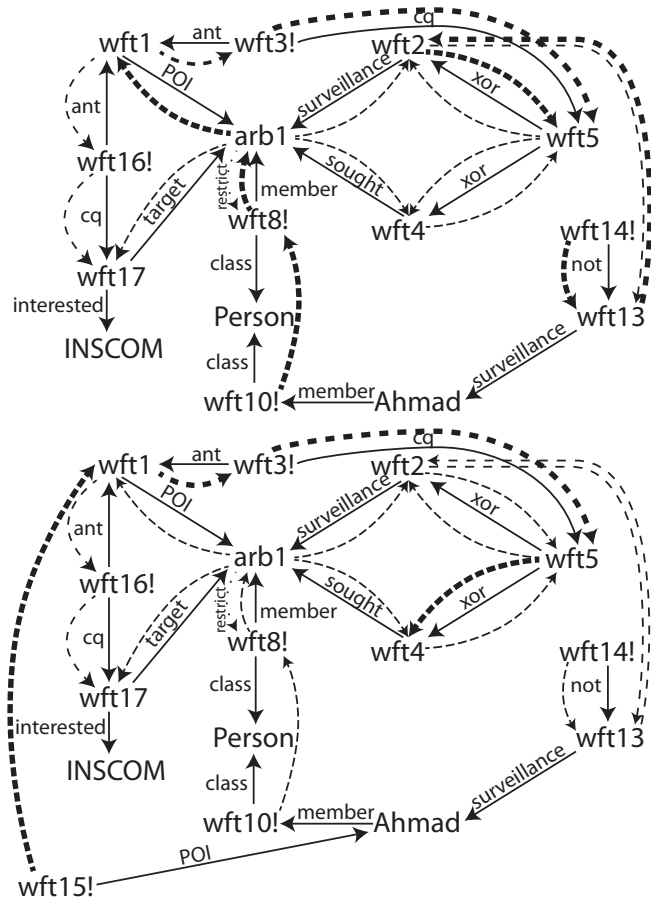 cq
wft1 ant wft3! wft2
POI surveillance xor
ant arb1 wft5
wft16! target restrict member sought xor
cq wft8! wft4 wft14!
wft17 class not
interested Person wft13
INSCOM class surveillance
wft10! member Ahmad
cq
wft1 ant wft3! wft2
POI surveillance xor
ant arb1 wft5
wft16! target restrict member sought xor
cq wft8! wft4 wft14!
wft17 class not
interested Person wft13
INSCOM class surveillance
wft10! member Ahmad
POI
wft15!